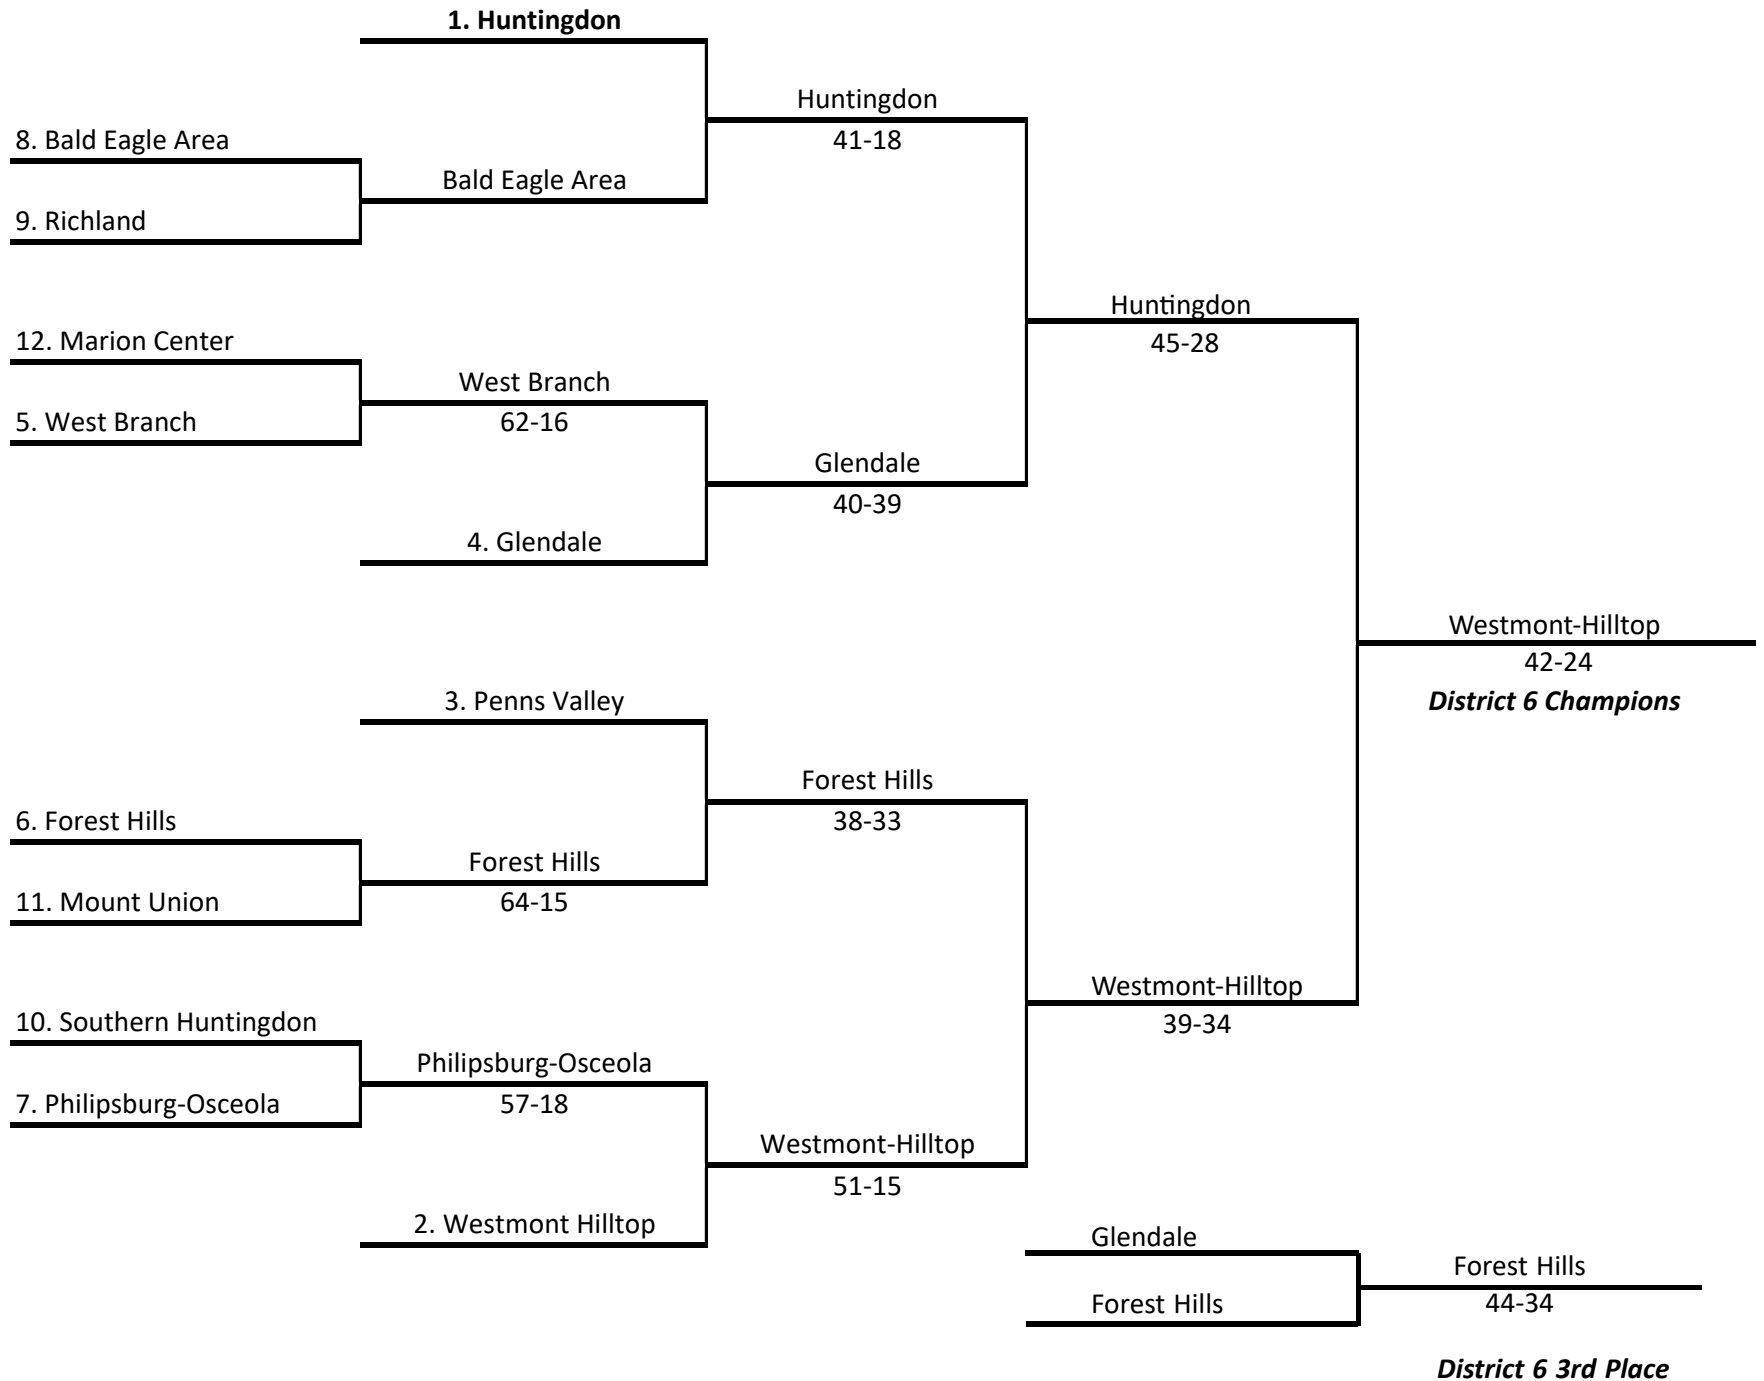 1. Huntingdon
Huntingdon
41-18
8. Bald Eagle Area
Bald Eagle Area
9. Richland
Huntingdon
45-28
12. Marion Center
West Branch
62-16
5. West Branch
Glendale
40-39
4. Glendale
Westmont-Hilltop
42-24
District 6 Champions
3. Penns Valley
Forest Hills
38-33
6. Forest Hills
Forest Hills
64-15
11. Mount Union
Westmont-Hilltop
39-34
10. Southern Huntingdon
Philipsburg-Osceola
57-18
7. Philipsburg-Osceola
Westmont-Hilltop
51-15
2. Westmont Hilltop
Glendale
Forest Hills
Forest Hills
44-34
District 6 3rd Place